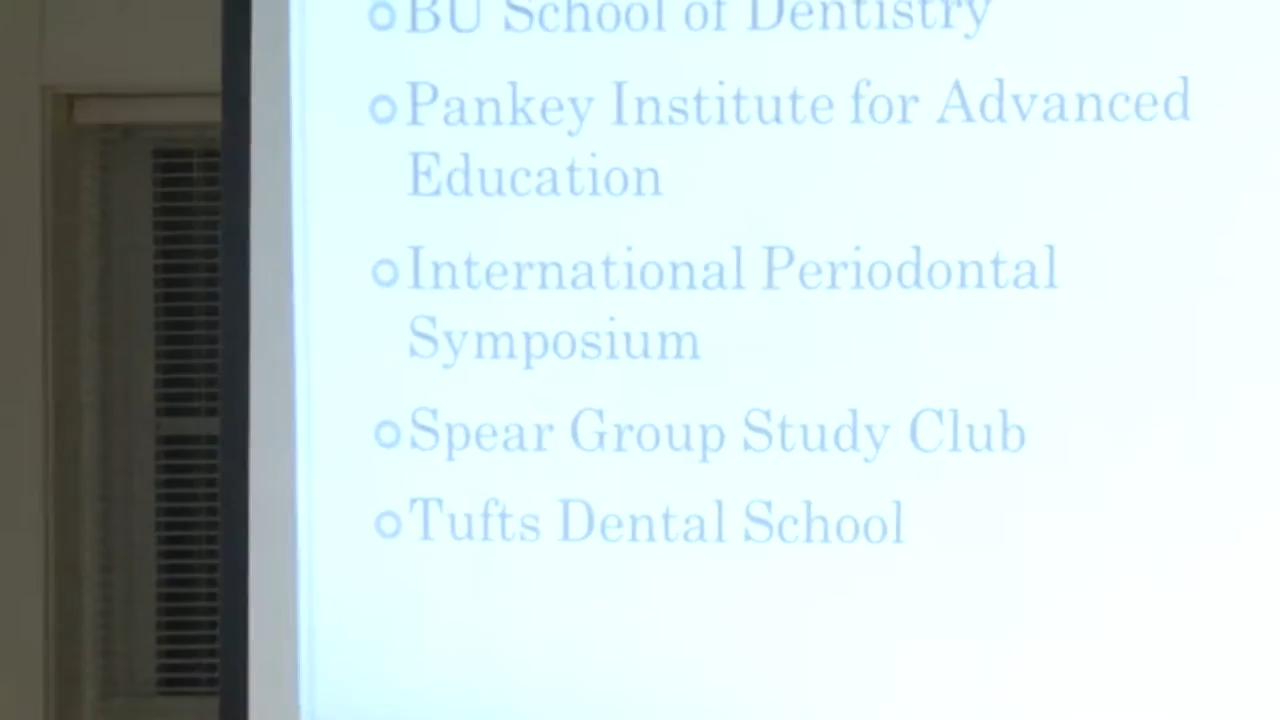 BU School of Dentistry
Pankey Institute for Advanced
Education
International Periodontal
Symposium
Spear Group Study Club
Tufts Dental School